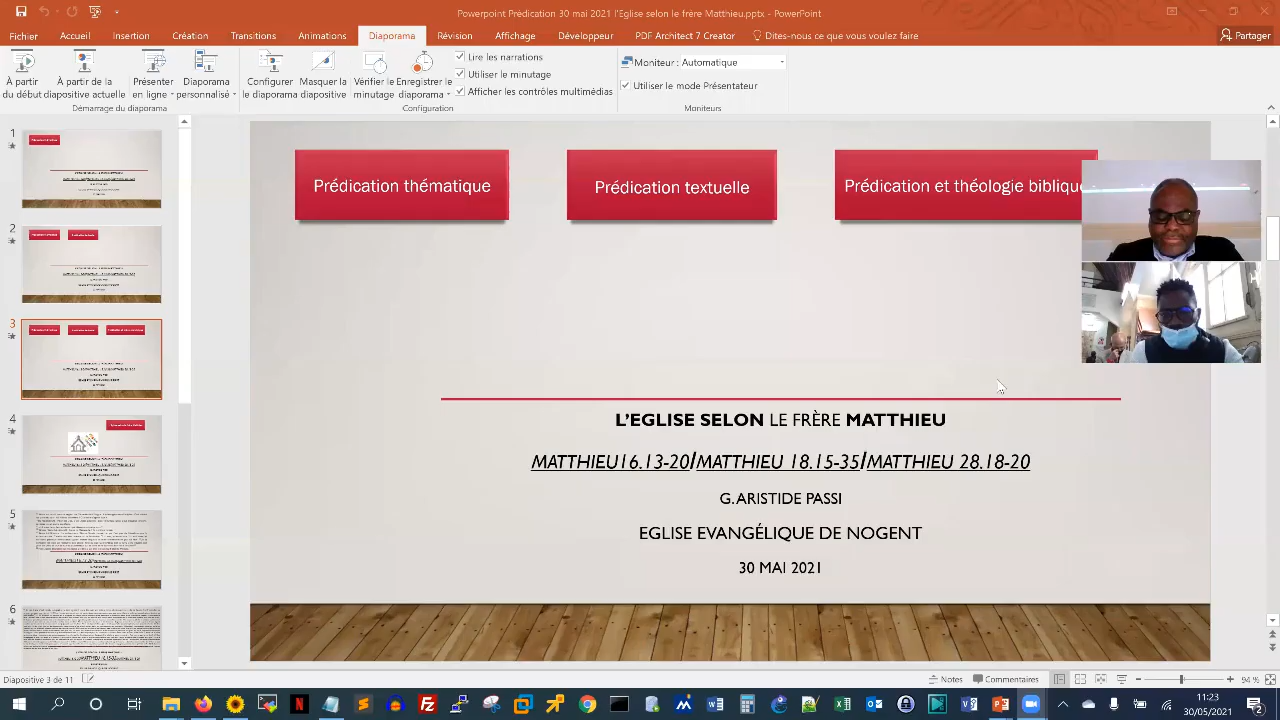 Powerpoint Prédication 30 mai 2021 l'Eglise selon le frère Matthieu.pptx - PowerPoint
Fichier Accueil Insertion Création Transitions Animations Diaporama Révision Affichage Développeur PDF Architect 7 Creator Dites-nous ce que vous voulez faire Partager
À partir du début
À partir de la diapositive actuelle
Présenter en ligne
Diaporama personnalisé
Démarrage du diaporama
Configurer le diaporama
Masquer la diapositive
Vérifier le minutage
Enregistrer le diaporama
Lire les narrations
Utiliser le minutage
Afficher les contrôles multimédias
Configuration
Moniteur : Automatique
Utiliser le mode Présentateur
Moniteurs
1
2
3
4
5
6
Prédication thématique
Prédication textuelle
Prédication et théologie biblique
L'EGLISE SELON LE FRÈRE MATTHIEU
MATTHIEU16.13-20/MATTHIEU 18.15-35/MATTHIEU 28.18-20
G. ARISTIDE PASSI
EGLISE EVANGÉLIQUE DE NOGENT
30 MAI 2021
Diapositive 3 de 11
Notes Commentaires 94 %
11:23
30/05/2021